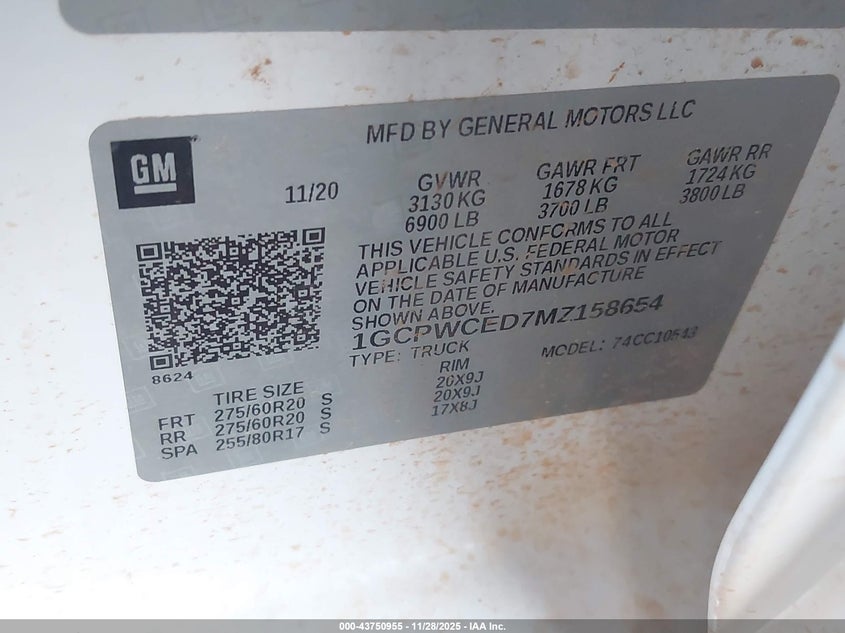 MFD BY GENERAL MOTORS LLC
GM
11/20
GVWR GAWR FRT GAWR RR
3130 KG 1678 KG 1724 KG
6900 LB 3700 LB 3800 LB
THIS VEHICLE CONFORMS TO ALL
APPLICABLE U.S. FEDERAL MOTOR
VEHICLE SAFETY STANDARDS IN EFFECT
ON THE DATE OF MANUFACTURE
SHOWN ABOVE.
1GCPWCED7MZ158654
TYPE: TRUCK MODEL: 74CC10543
8624
TIRE SIZE RIM
FRT 275/60R20 S 20X9J
RR 275/60R20 S 20X9J
SPA 255/80R17 S 17X8J
000-43750955 - 11/28/2025 - IAA Inc.